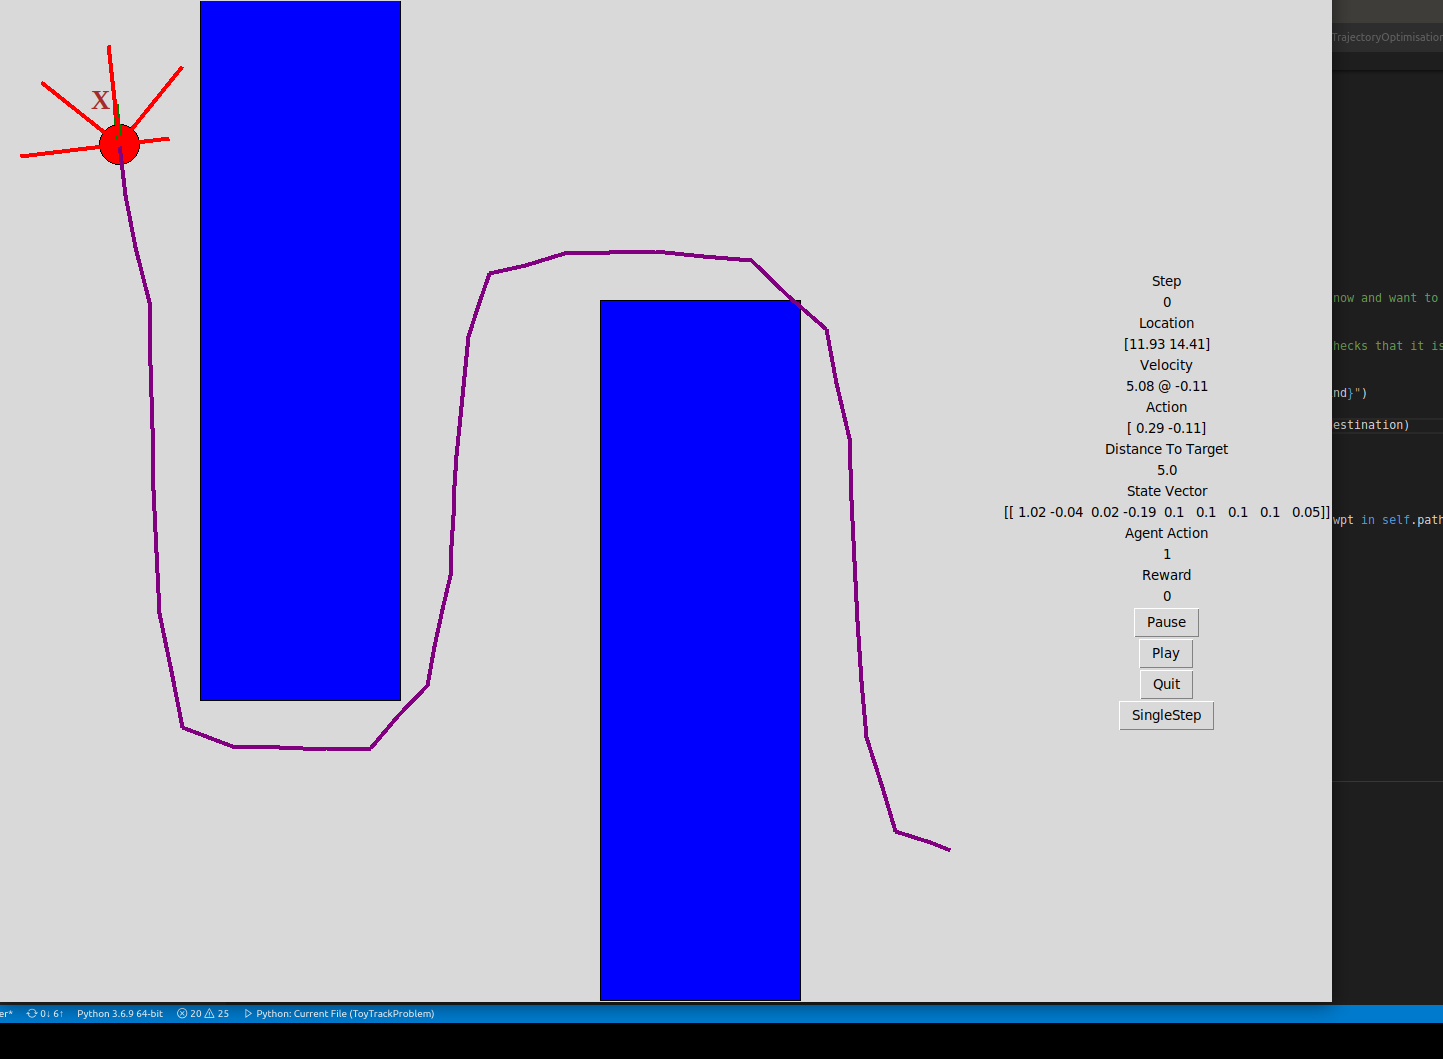 TrajectoryOptimisation
X
Step
0
Location
[11.93 14.41]
Velocity
5.08 @ -0.11
Action
[ 0.29 -0.11]
Distance To Target
5.0
State Vector
[[ 1.02 -0.04  0.02 -0.19  0.1   0.1   0.1   0.1   0.05]]
Agent Action
1
Reward
0
Pause
Play
Quit
SingleStep
now and want to
hecks that it is
nd}")
estination)
wpt in self.path
er* 0↓ 6↑ Python 3.6.9 64-bit 20 25 Python: Current File (ToyTrackProblem)